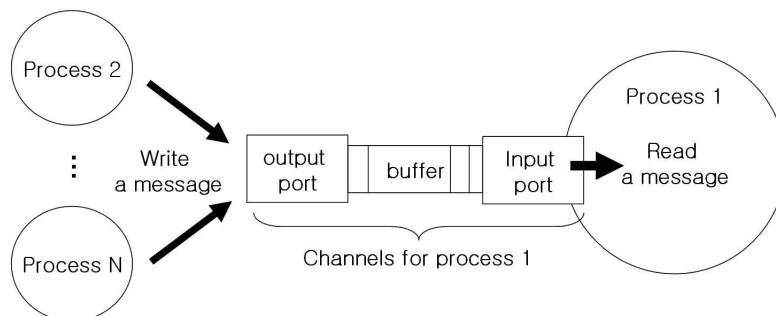 Process 2
⋮
Write
a message
Process N
output
port
buffer
Input
port
Channels for process 1
Process 1
Read
a message